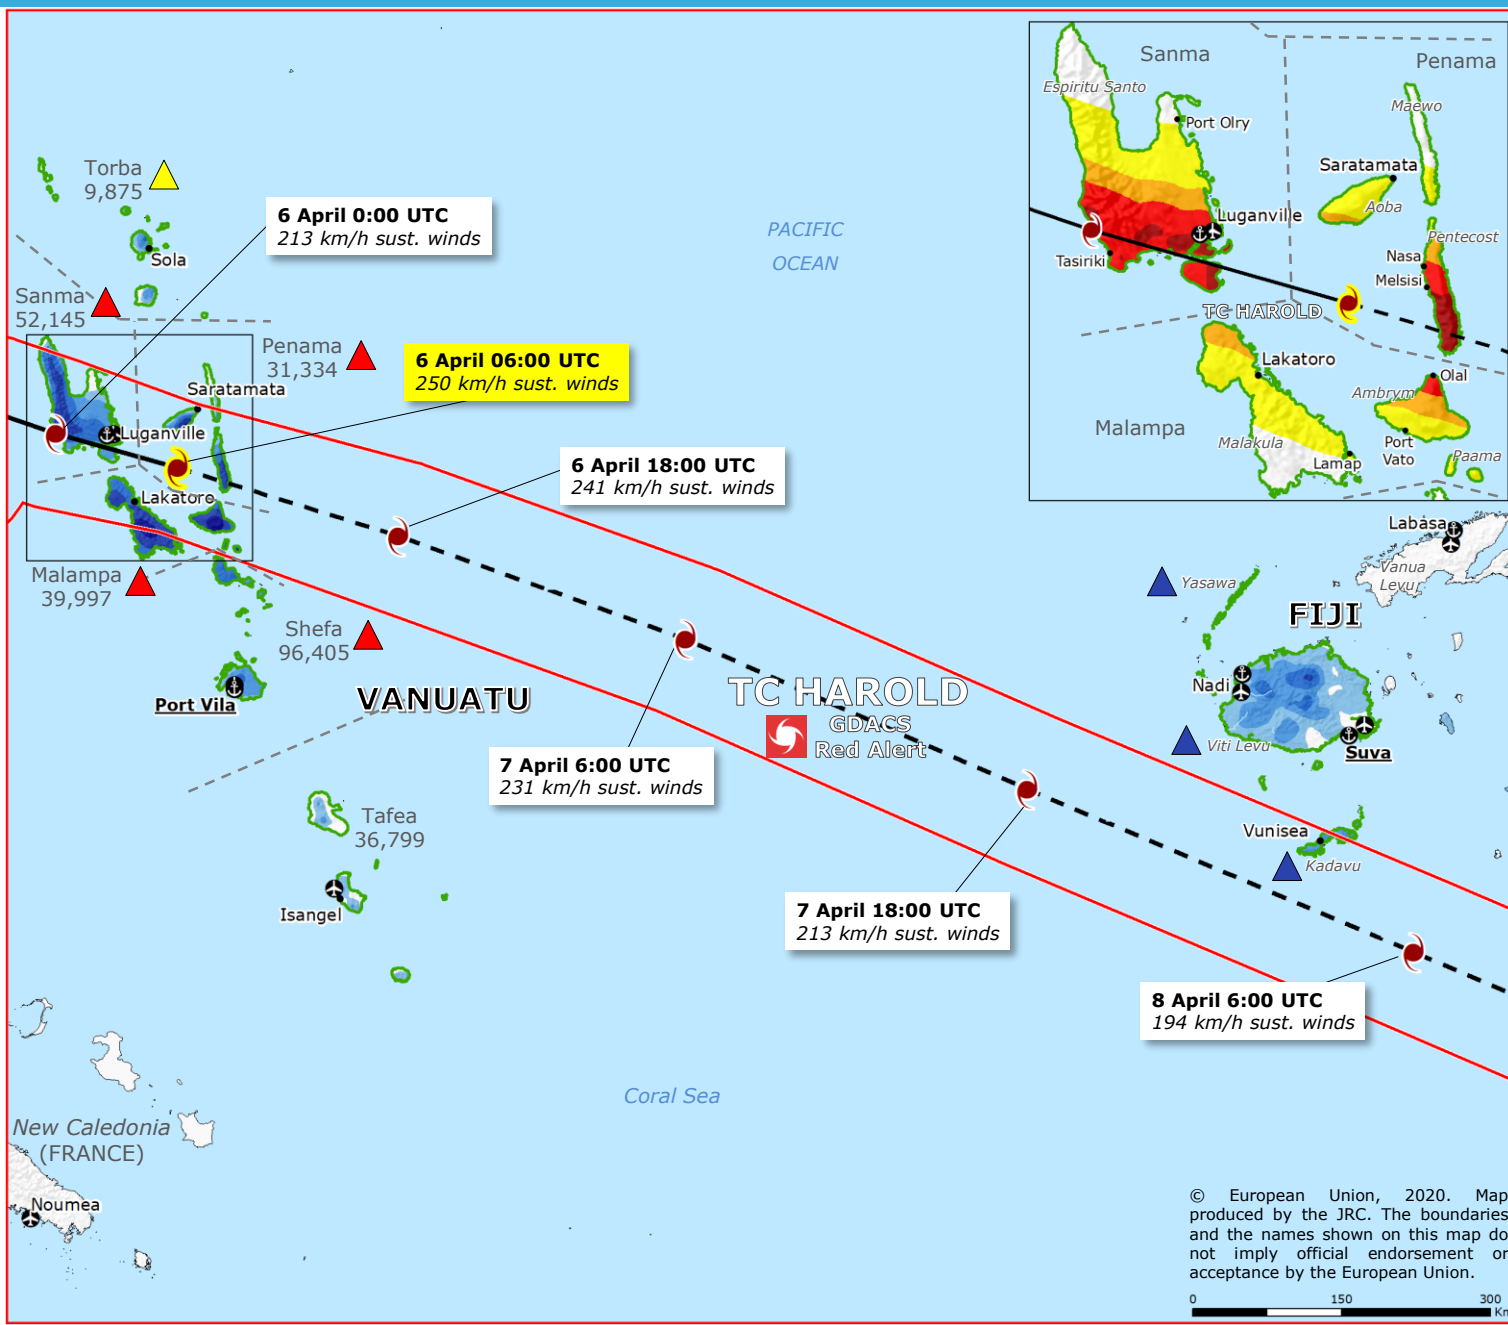 Sanma
Penama
Espiritu Santo
Maewo
Port Olry
Saratamata
Aoba
Luganville
Pentecost
Nasa
Melsisi
Tasiriki
TC HAROLD
Lakatoro
Olal
Ambrym
Malampa
Malakula
Port
Vato
Lamap
Paama
Torba
9,875
6 April 0:00 UTC
213 km/h sust. winds
PACIFIC
OCEAN
Sola
Sanma
52,145
Penama
31,334
6 April 06:00 UTC
250 km/h sust. winds
Saratamata
Luganville
6 April 18:00 UTC
241 km/h sust. winds
Lakatoro
Labasa
Vanua
Levu
Yasawa
Malampa
39,997
FIJI
Shefa
96,405
Nadi
Port Vila
VANUATU
TC HAROLD
GDACS
Red Alert
Viti Levu
Suva
7 April 6:00 UTC
231 km/h sust. winds
Tafea
36,799
Vunisea
Kadavu
Isangel
7 April 18:00 UTC
213 km/h sust. winds
8 April 6:00 UTC
194 km/h sust. winds
Coral Sea
New Caledonia
(FRANCE)
Noumea
© European Union, 2020. Map
produced by the JRC. The boundaries
and the names shown on this map do
not imply official endorsement or
acceptance by the European Union.
0 150 300
Km